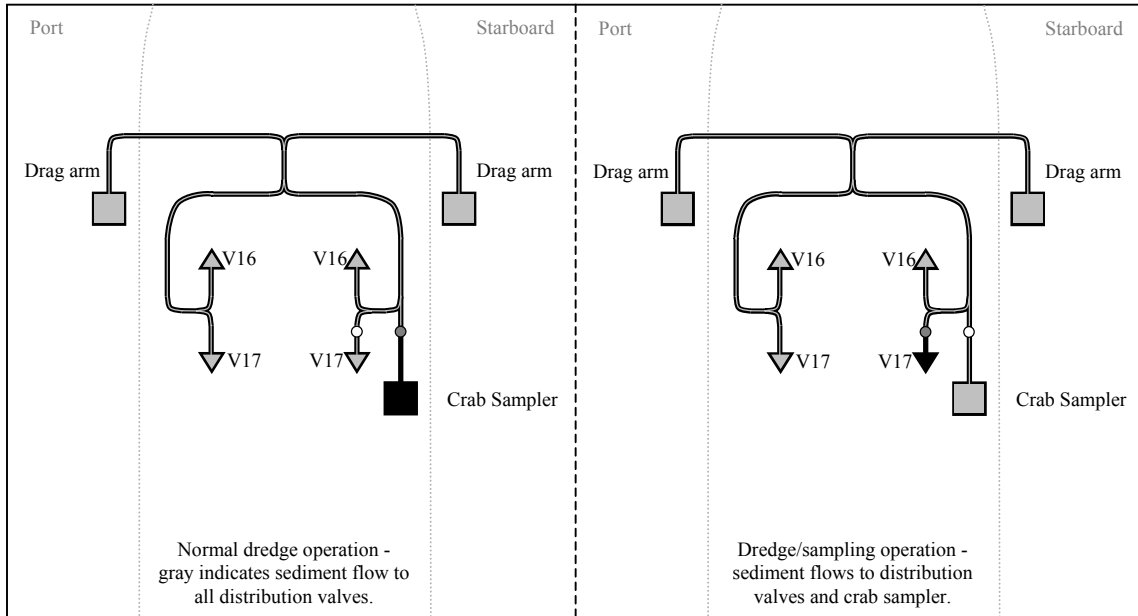 Port
Starboard
Drag arm
Drag arm
V16
V16
V17
V17
Crab Sampler
Normal dredge operation -
gray indicates sediment flow to
all distribution valves.
Port
Starboard
Drag arm
Drag arm
V16
V16
V17
V17
Crab Sampler
Dredge/sampling operation -
sediment flows to distribution
valves and crab sampler.